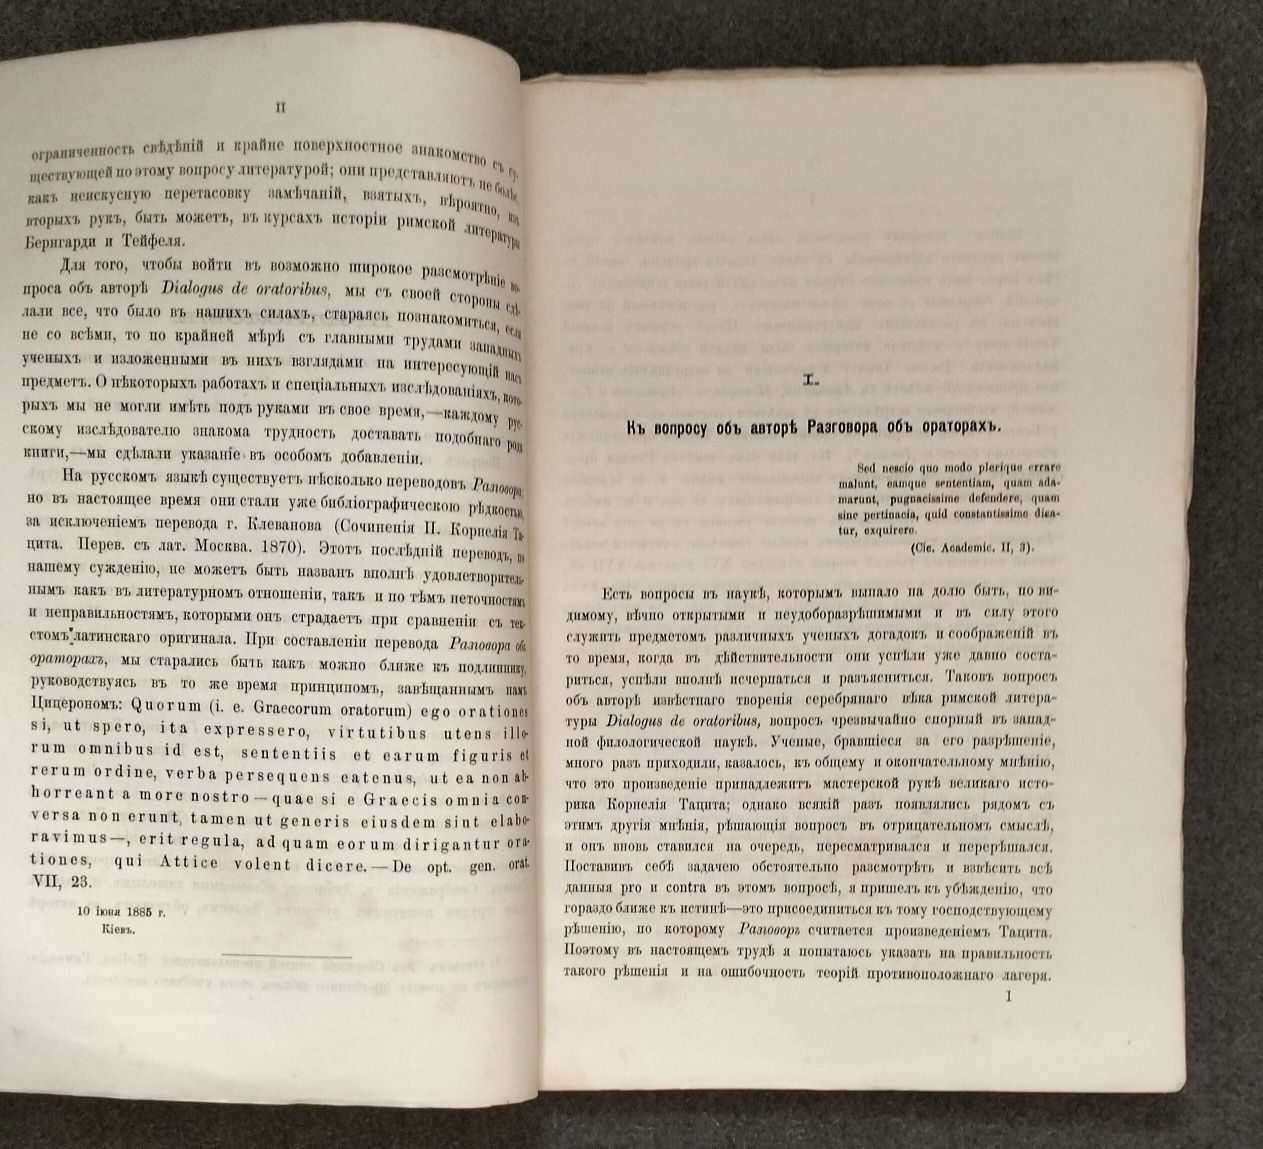 II
ограниченность свѣдѣній и крайне поверхностное знакомство съ су-
ществующей по этому вопросу литературой; они представляютъ не болѣе,
какъ неискусную перетасовку замѣчаній, взятыхъ, вѣроятно, изъ
вторыхъ рукъ, быть можетъ, въ курсахъ исторіи римской литературы
Бернгарди и Тейфеля.
Для того, чтобы войти въ возможно широкое разсмотрѣніе во-
проса объ авторѣ Dialogus de oratoribus, мы съ своей стороны сдѣ-
лали все, что было въ нашихъ силахъ, стараясь познакомиться, если
не со всѣми, то по крайней мѣрѣ съ главными трудами западныхъ
ученыхъ и изложенными въ нихъ взглядами на интересующій насъ
предметъ. О нѣкоторыхъ работахъ и спеціальныхъ изслѣдованіяхъ, кото-
рыхъ мы не могли имѣть подъ руками въ свое время,—каждому рус-
скому изслѣдователю знакома трудность доставать подобнаго рода
книги,—мы сдѣлали указаніе въ особомъ добавленіи.
На русскомъ языкѣ существуетъ нѣсколько переводовъ Разговора,
но въ настоящее время они стали уже библіографическою рѣдкостью,
за исключеніемъ перевода г. Клеванова (Сочиненія П. Корнелія Та-
цита. Перев. съ лат. Москва. 1870). Этотъ послѣдній переводъ, по
нашему сужденію, не можетъ быть названъ вполнѣ удовлетворитель-
нымъ какъ въ литературномъ отношеніи, такъ и по тѣмъ неточностямъ
и неправильностямъ, которыми онъ страдаетъ при сравненіи съ тек-
стомъ латинскаго оригинала. При составленіи перевода Разговора объ
ораторахъ, мы старались быть какъ можно ближе къ подлиннику,
руководствуясь въ то же время принципомъ, завѣщаннымъ намъ
Цицерономъ: Quorum (i. e. Graecorum oratorum) ego orationes
si, ut spero, ita expressero, virtutibus utens illo-
rum omnibus id est, sententiis et earum figuris et
rerum ordine, verba persequens eatenus, ut ea non ab-
horreant a more nostro — quae si e Graecis omnia con-
versa non erunt, tamen ut generis eiusdem sint elabo-
ravimus—, erit regula, ad quam eorum dirigantur ora-
tiones, qui Attice volent dicere. — De opt. gen. orat.
VII, 23.
10 іюня 1885 г.
Кіевъ.
I.
Къ вопросу объ авторѣ Разговора объ ораторахъ.
Sed nescio quo modo plerique errare
malunt, eamque sententiam, quam ada-
marunt, pugnacissime defendere, quam
sine pertinacia, quid constantissime dica-
tur, exquirere.
(Cic. Academic. II, 3).
Есть вопросы въ наукѣ, которымъ выпало на долю быть, по ви-
димому, вѣчно открытыми и неудоборазрѣшимыми и въ силу этого
служить предметомъ различныхъ ученыхъ догадокъ и соображеній въ
то время, когда въ дѣйствительности они успѣли уже давно соста-
риться, успѣли вполнѣ исчерпаться и разъясниться. Таковъ вопросъ
объ авторѣ извѣстнаго творенія серебрянаго вѣка римской литера-
туры Dialogus de oratoribus, вопросъ чрезвычайно спорный въ запад-
ной филологической наукѣ. Ученые, бравшіеся за его разрѣшеніе,
много разъ приходили, казалось, къ общему и окончательному мнѣнію,
что это произведеніе принадлежитъ мастерской рукѣ великаго исто-
рика Корнелія Тацита; однако всякій разъ появлялись рядомъ съ
этимъ другія мнѣнія, рѣшающія вопросъ въ отрицательномъ смыслѣ,
и онъ вновь ставился на очередь, пересматривался и перерѣшался.
Поставивъ себѣ задачею обстоятельно разсмотрѣть и взвѣсить всѣ
данныя pro и contra въ этомъ вопросѣ, я пришелъ къ убѣжденію, что
гораздо ближе къ истинѣ—это присоединиться къ тому господствующему
рѣшенію, по которому Разговоръ считается произведеніемъ Тацита.
Поэтому въ настоящемъ трудѣ я попытаюсь указать на правильность
такого рѣшенія и на ошибочность теорій противоположнаго лагеря.
1